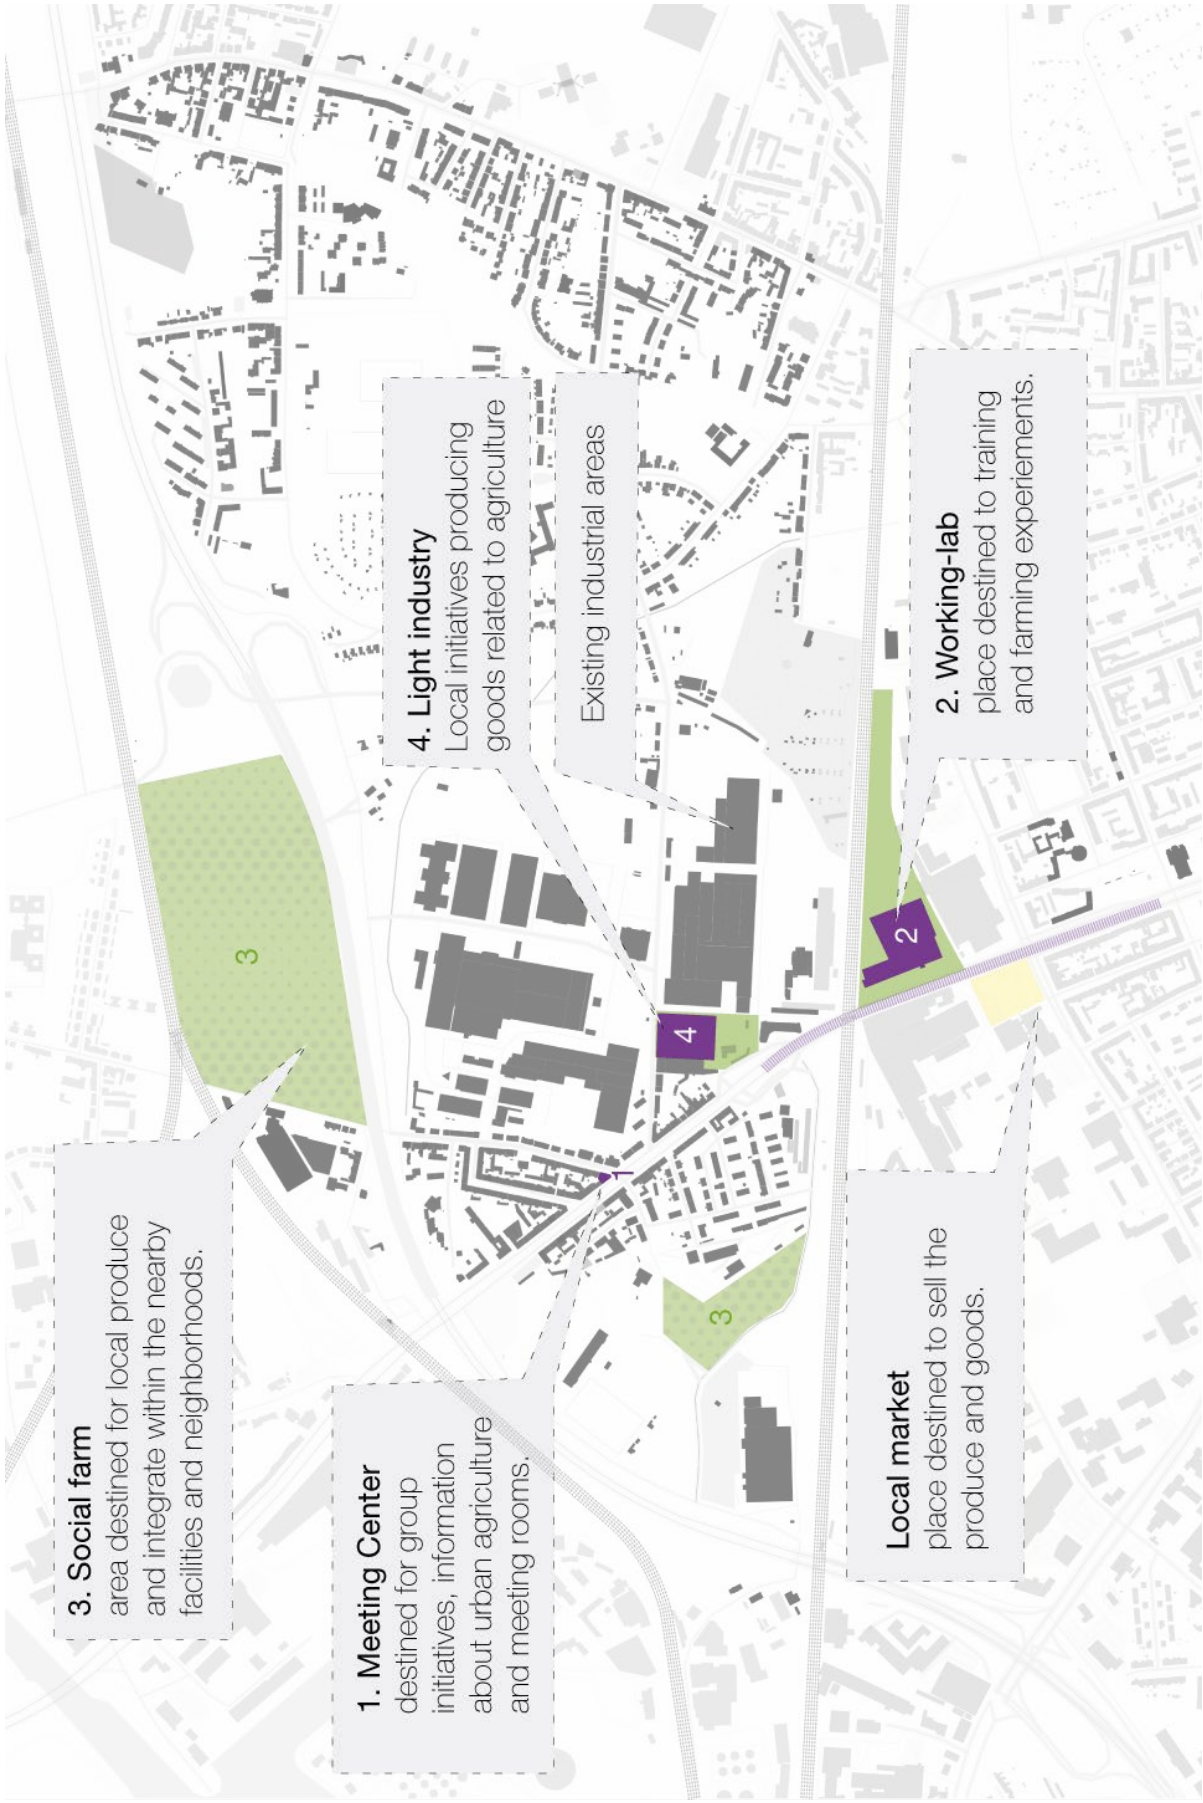 3. Social farm
area destined for local produce
and integrate within the nearby
facilities and neighborhoods.
1. Meeting Center
destined for group
initiatives, information
about urban agriculture
and meeting rooms.
4. Light industry
Local initiatives producing
goods related to agriculture
Existing industrial areas
2. Working-lab
place destined to training
and farming experiements.
Local market
place destined to sell the
produce and goods.
3
3
1
4
2